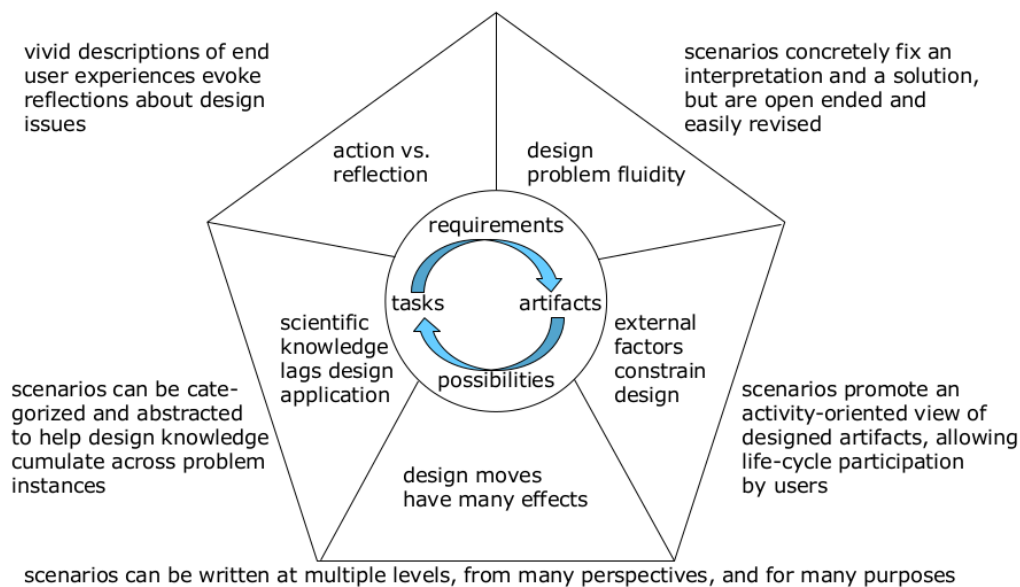 vivid descriptions of end
user experiences evoke
reflections about design
issues
scenarios concretely fix an
interpretation and a solution,
but are open ended and
easily revised
action vs.
reflection
design
problem fluidity
requirements
tasks
artifacts
possibilities
scientific
knowledge
lags design
application
external
factors
constrain
design
scenarios can be cate-
gorized and abstracted
to help design knowledge
cumulate across problem
instances
scenarios promote an
activity-oriented view of
designed artifacts, allowing
life-cycle participation
by users
design moves
have many effects
scenarios can be written at multiple levels, from many perspectives, and for many purposes